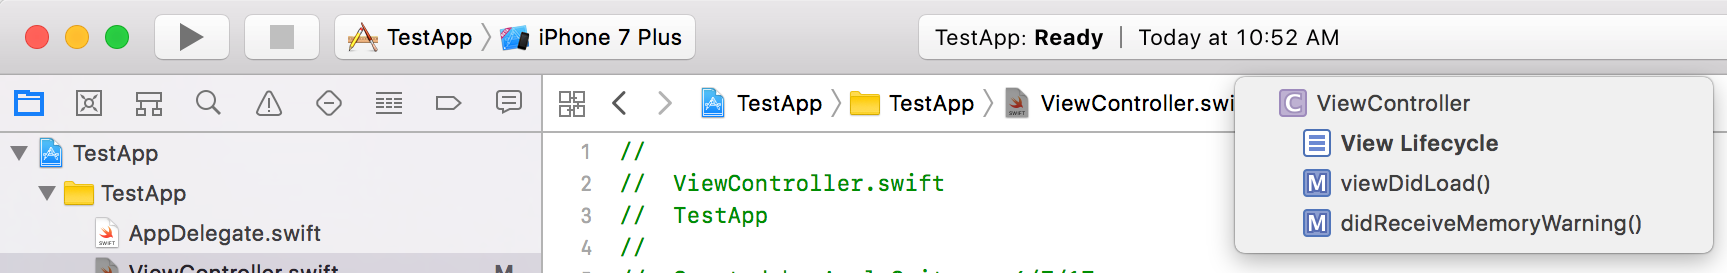 TestApp iPhone 7 Plus
TestApp: Ready | Today at 10:52 AM
TestApp TestApp ViewController.swi
TestApp
TestApp
AppDelegate.swift
ViewController.swift M
1 //
2 // ViewController.swift
3 // TestApp
4 //
C ViewController
View Lifecycle
M viewDidLoad()
M didReceiveMemoryWarning()